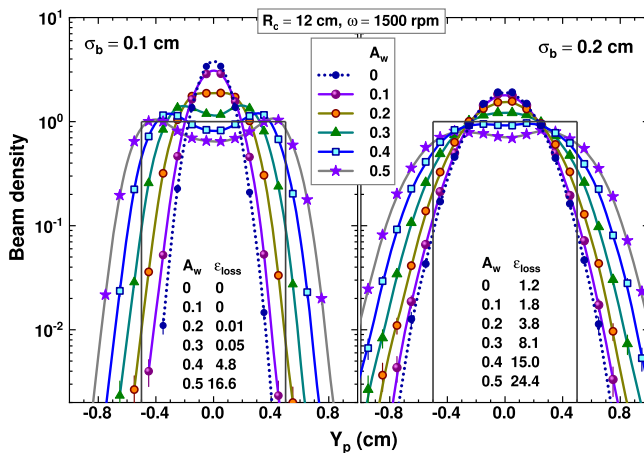 R_c = 12 cm, ω = 1500 rpm
σ_b = 0.1 cm
σ_b = 0.2 cm
A_w
0
0.1
0.2
0.3
0.4
0.5
Beam density
10^1
10^0
10^-1
10^-2
A_w ε_loss
0 0
0.1 0
0.2 0.01
0.3 0.05
0.4 4.8
0.5 16.6
A_w ε_loss
0 1.2
0.1 1.8
0.2 3.8
0.3 8.1
0.4 15.0
0.5 24.4
-0.8 -0.4 0.0 0.4 0.8
-0.8 -0.4 0.0 0.4 0.8
Y_p (cm)
Y_p (cm)